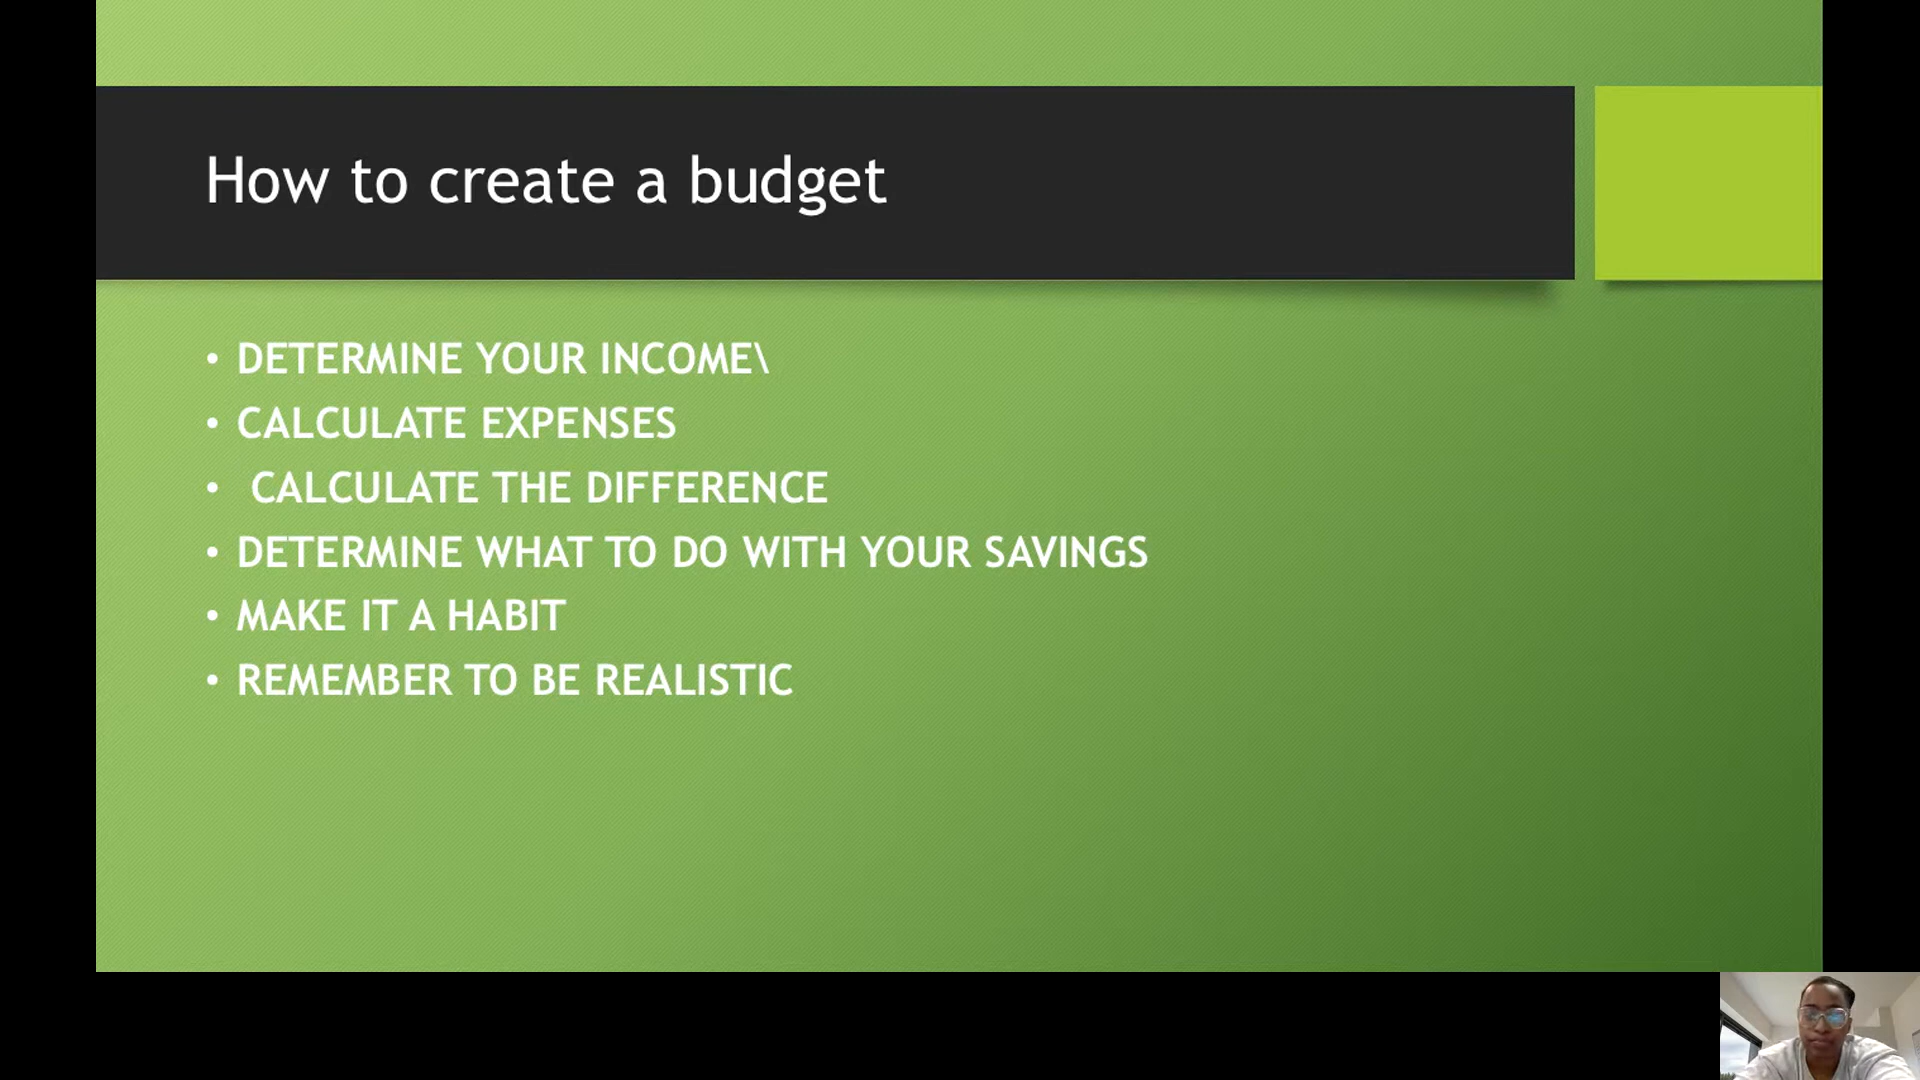 How to create a budget
• DETERMINE YOUR INCOME\
• CALCULATE EXPENSES
• CALCULATE THE DIFFERENCE
• DETERMINE WHAT TO DO WITH YOUR SAVINGS
• MAKE IT A HABIT
• REMEMBER TO BE REALISTIC